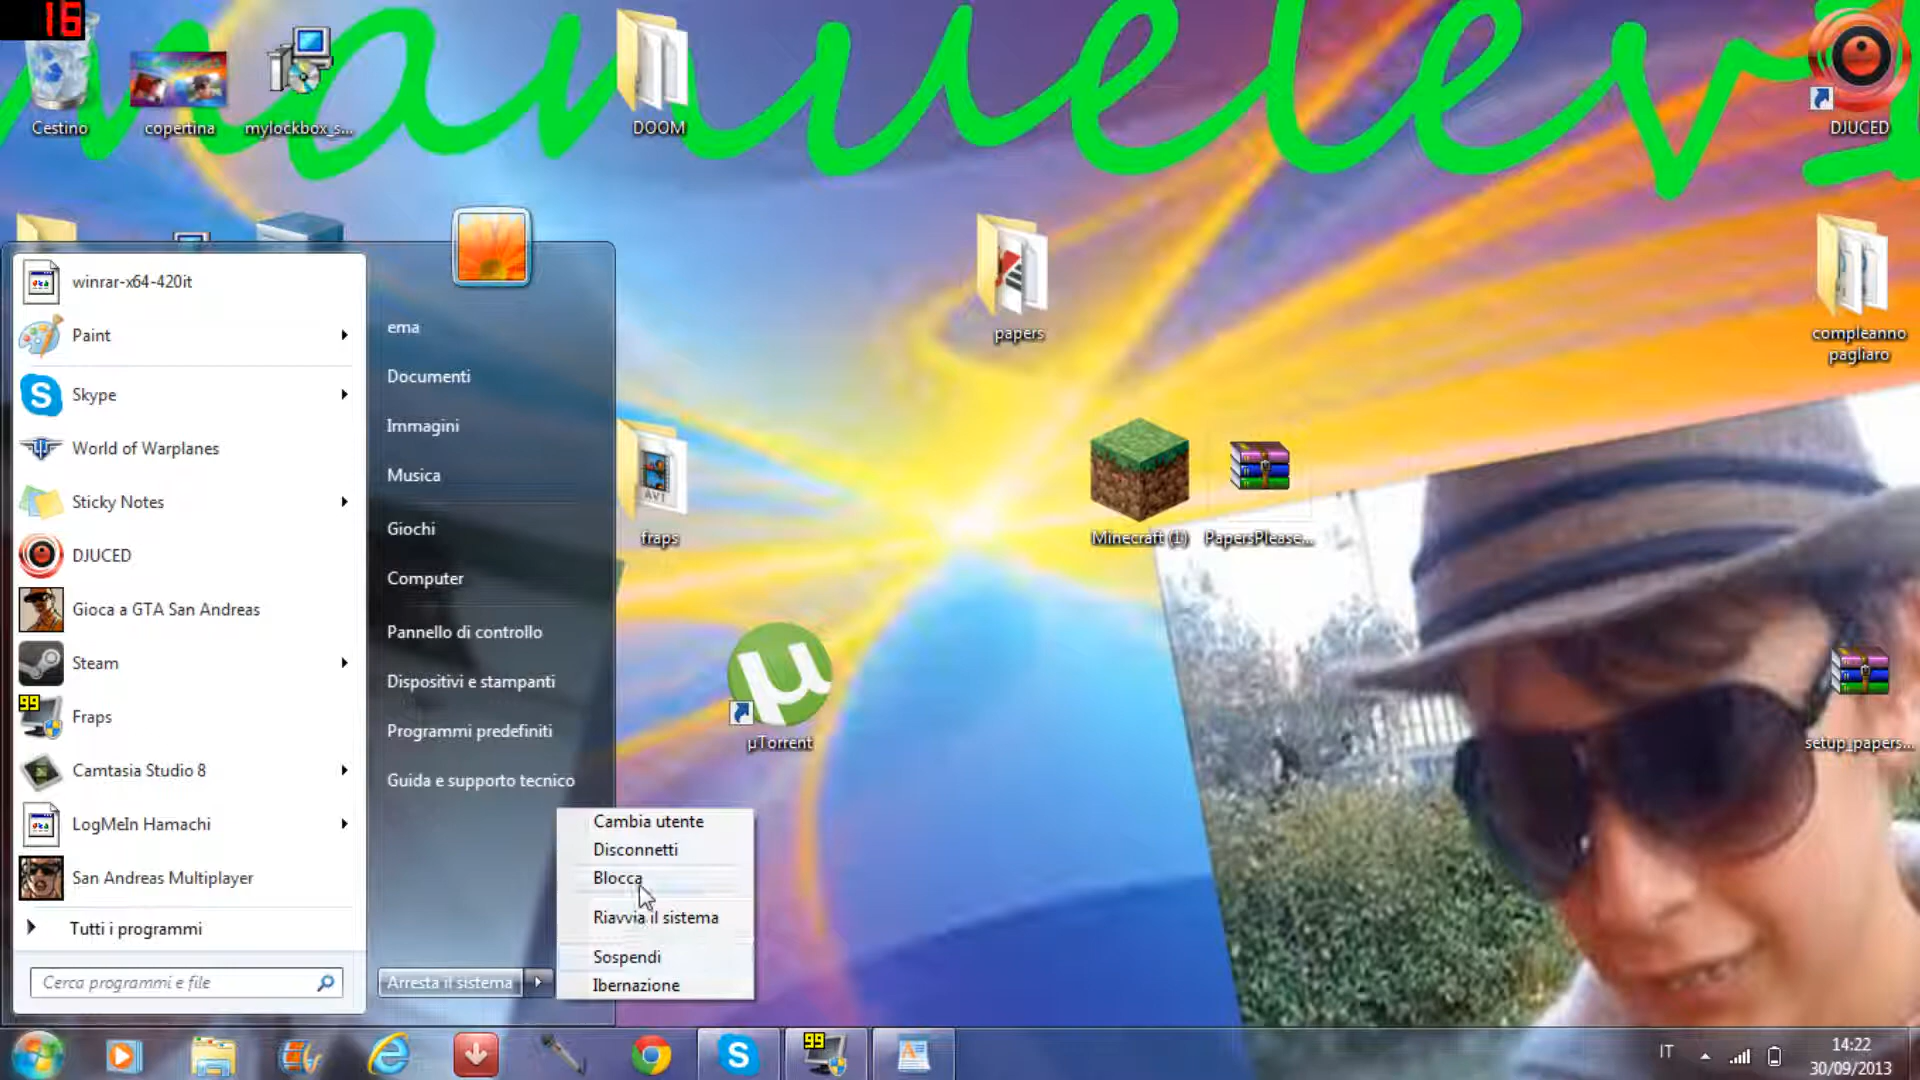 16
manuelev
Cestino
copertina
mylockbox_s...
DOOM
DJUCED
papers
compleanno
pagliaro
winrar-x64-420it
Paint
Skype
World of Warplanes
Sticky Notes
DJUCED
Gioca a GTA San Andreas
Steam
99
Fraps
Camtasia Studio 8
LogMeIn Hamachi
San Andreas Multiplayer
Tutti i programmi
Cerca programmi e file
ema
Documenti
Immagini
Musica
Giochi
Computer
Pannello di controllo
Dispositivi e stampanti
Programmi predefiniti
Guida e supporto tecnico
Arresta il sistema
Cambia utente
Disconnetti
Blocca
Riavvia il sistema
Sospendi
Ibernazione
AVI
fraps
Minecraft (1)
PapersPlease...
µTorrent
setup_papers...
99
IT
14:22
30/09/2013